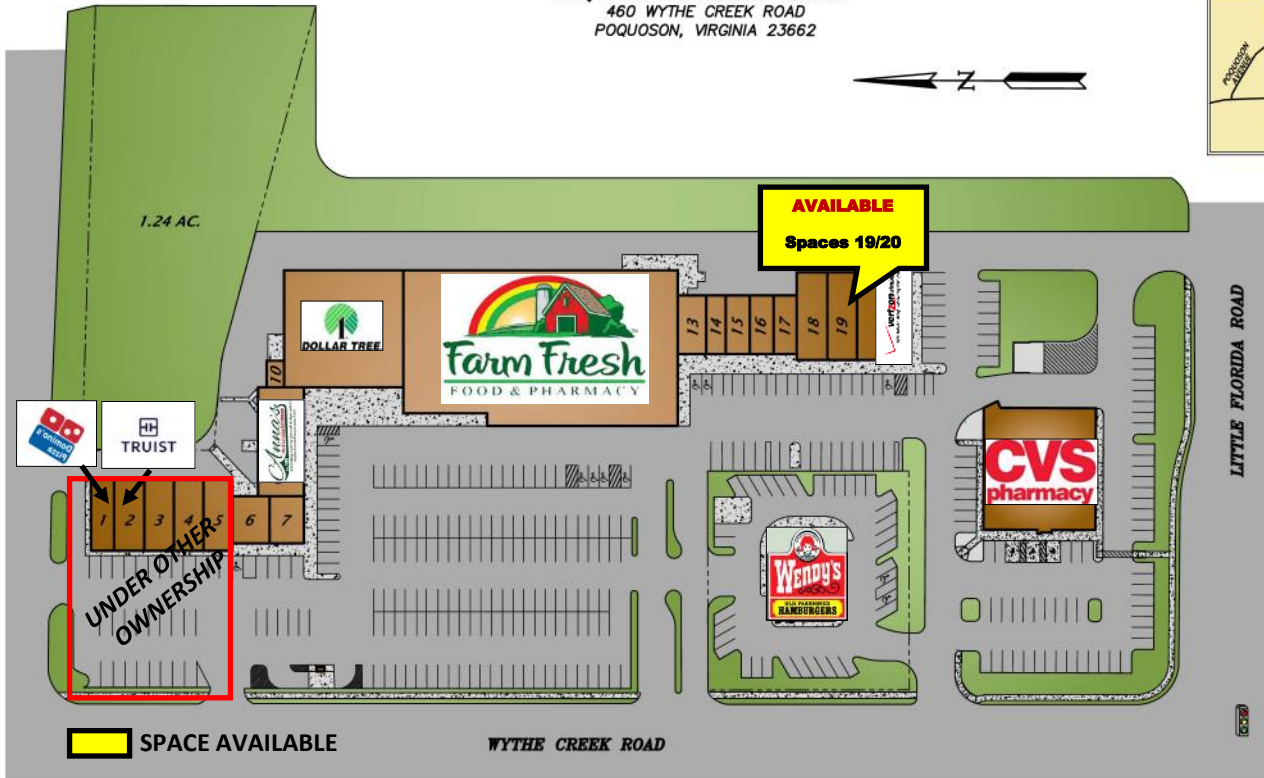 460 WYTHE CREEK ROAD
POQUOSON, VIRGINIA 23662
N
POQUOSON
AVENUE
1.24 AC.
AVAILABLE
Spaces 19/20
DOLLAR TREE
Farm Fresh
FOOD & PHARMACY
10
13
14
15
16
17
18
19
verizon
LITTLE FLORIDA ROAD
Domino's
Pizza
TRUIST
Anna's
CVS
pharmacy
1
2
3
4
5
6
7
UNDER OTHER
OWNERSHIP
WENDY'S
OLD FASHIONED
HAMBURGERS
SPACE AVAILABLE
WYTHE CREEK ROAD